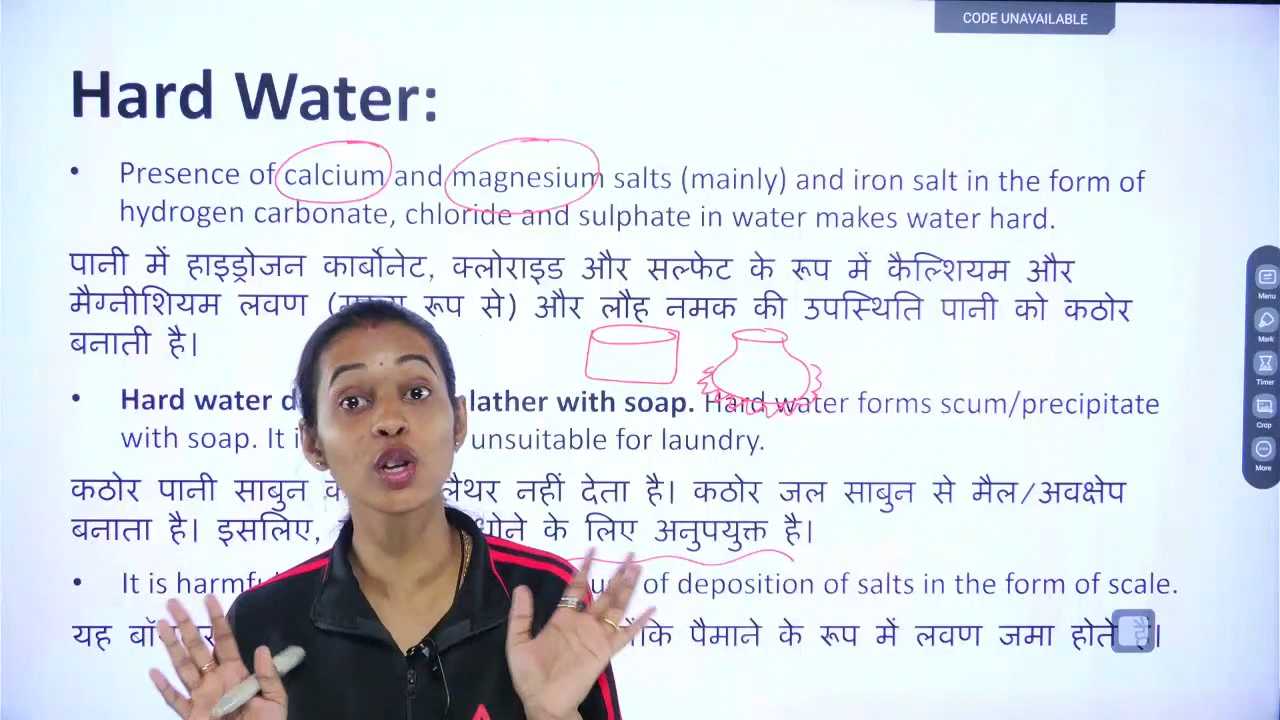 CODE UNAVAILABLE
Hard Water:
• Presence of calcium and magnesium salts (mainly) and iron salt in the form of
hydrogen carbonate, chloride and sulphate in water makes water hard.
पानी में हाइड्रोजन कार्बोनेट, क्लोराइड और सल्फेट के रूप में कैल्शियम और
मैग्नीशियम लवण रूप से) और लौह नमक की उपस्थिति पानी को कठोर
बनाती है।
• Hard water lather with soap. Hard water forms scum/precipitate
with soap. It unsuitable for laundry.
कठोर पानी साबुन लैथर नहीं देता है। कठोर जल साबुन से मैल/अवक्षेप
बनाता है। इसलिए, के लिए अनुपयुक्त है।
• It is of deposition of salts in the form of scale.
यह पैमाने के रूप में लवण जमा होते
Menu
Mark
Timer
Crop
More